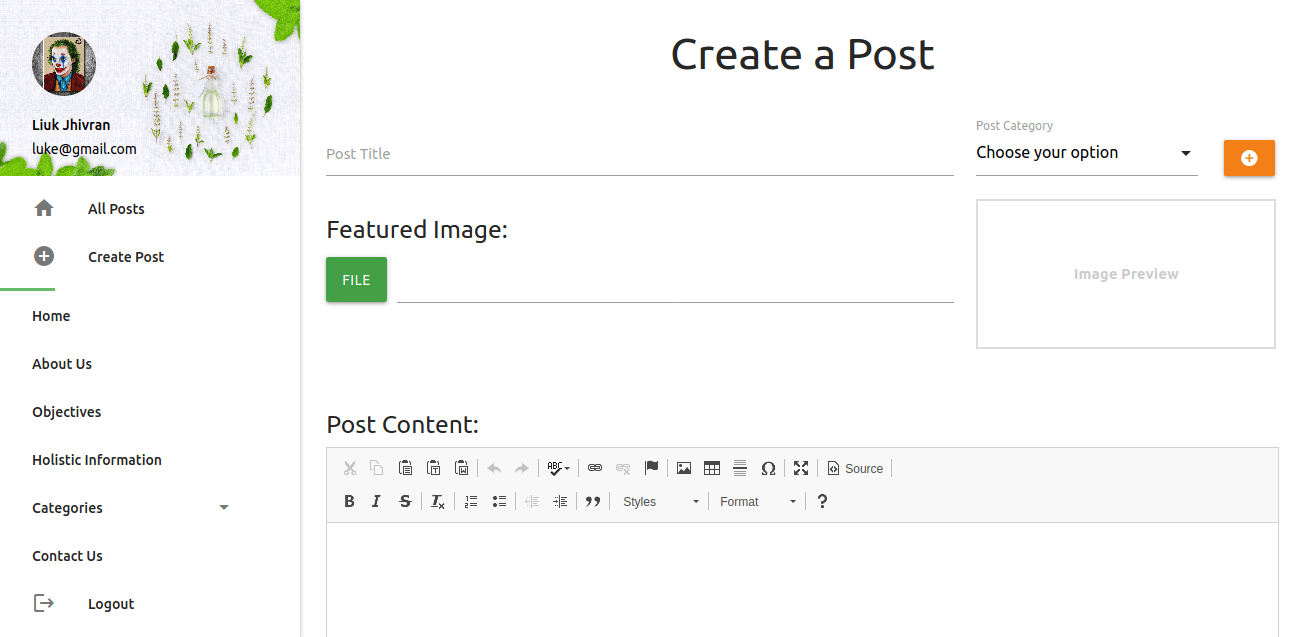 Liuk Jhivran
luke@gmail.com
All Posts
Create Post
Home
About Us
Objectives
Holistic Information
Categories
Contact Us
Logout
Create a Post
Post Title
Post Category
Choose your option
Featured Image:
FILE
Image Preview
Post Content:
ABC Ω Source
B I S Tx Styles Format ?